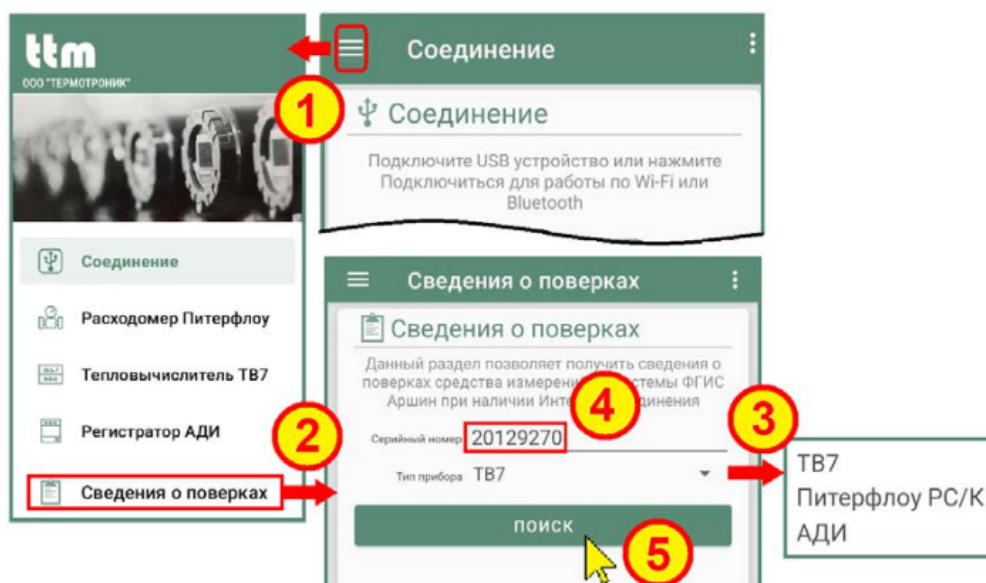 ttm
ООО "ТЕРМОТРОНИК"
Соединение
Расходомер Питерфлоу
Тепловычислитель ТВ7
Регистратор АДИ
Сведения о поверках
Соединение
1
Соединение
Подключите USB устройство или нажмите
Подключиться для работы по Wi-Fi или
Bluetooth
2
Сведения о поверках
Сведения о поверках
Данный раздел позволяет получить сведения о
поверках средства системы ФГИС
Аршин при наличии
4
3
Серийный номер 20129270
Тип прибора ТВ7
ПОИСК
5
ТВ7
Питерфлоу РС/К
АДИ